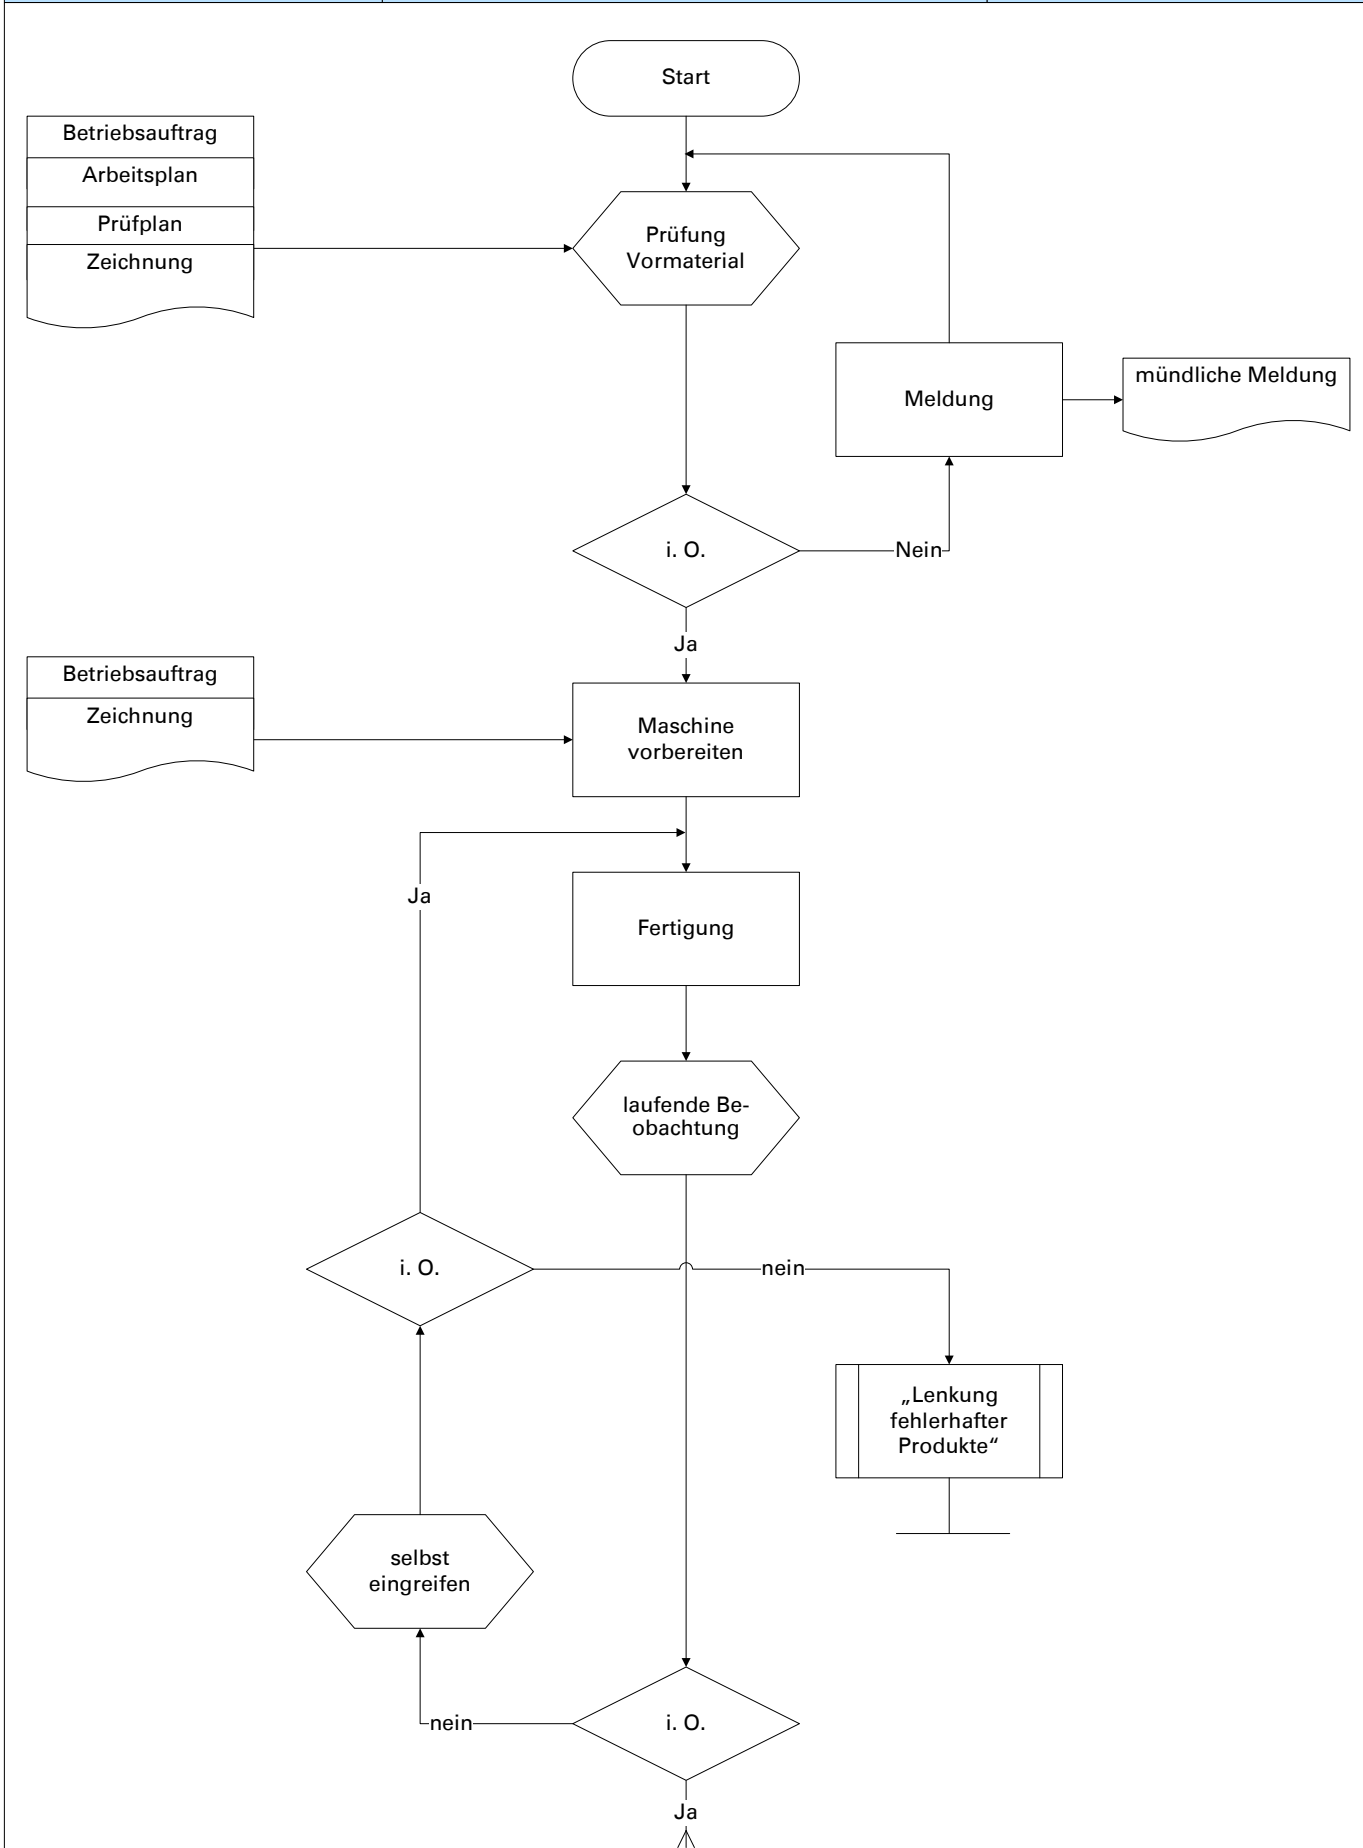 Start
Betriebsauftrag
Arbeitsplan
Prüfplan
Zeichnung
Prüfung
Vormaterial
Meldung
mündliche Meldung
i. O.
Nein
Ja
Betriebsauftrag
Zeichnung
Maschine
vorbereiten
Ja
Fertigung
laufende Be-
obachtung
i. O.
nein
„Lenkung
fehlerhafter
Produkte“
selbst
eingreifen
nein
i. O.
Ja